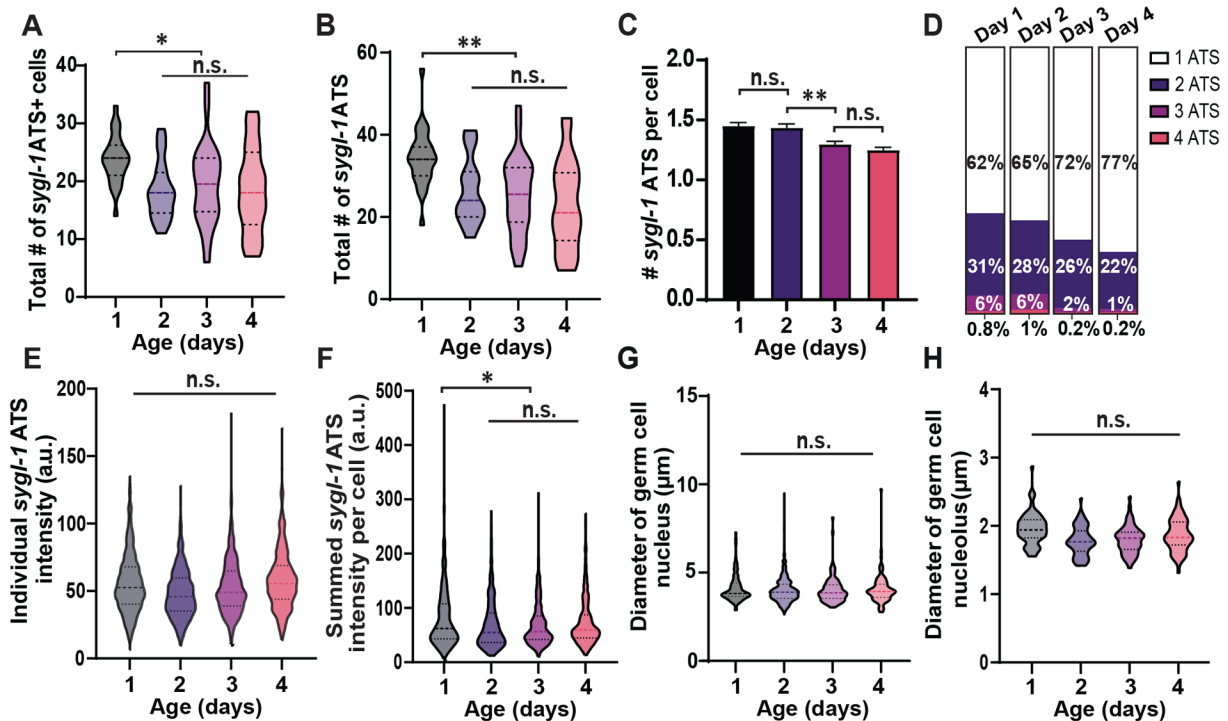 A
Total # of sygl-1 ATS+ cells
40
30
20
10
0
*
n.s.
1 2 3 4
Age (days)
B
Total # of sygl-1 ATS
60
40
20
0
**
n.s.
1 2 3 4
Age (days)
C
# sygl-1 ATS per cell
2.0
1.5
1.0
0.5
0.0
n.s.
**
n.s.
1 2 3 4
Age (days)
D
Day 1 Day 2 Day 3 Day 4
62% 65% 72% 77%
31% 28% 26% 22%
6% 6% 2% 1%
0.8% 1% 0.2% 0.2%
1 ATS
2 ATS
3 ATS
4 ATS
E
Individual sygl-1 ATS
intensity (a.u.)
200
150
100
50
0
n.s.
1 2 3 4
Age (days)
F
Summed sygl-1 ATS
intensity per cell (a.u.)
500
400
300
200
100
0
*
n.s.
1 2 3 4
Age (days)
G
Diameter of germ cell
nucleus (µm)
15
10
5
0
n.s.
1 2 3 4
Age (days)
H
Diameter of germ cell
nucleolus (µm)
4
3
2
1
0
n.s.
1 2 3 4
Age (days)